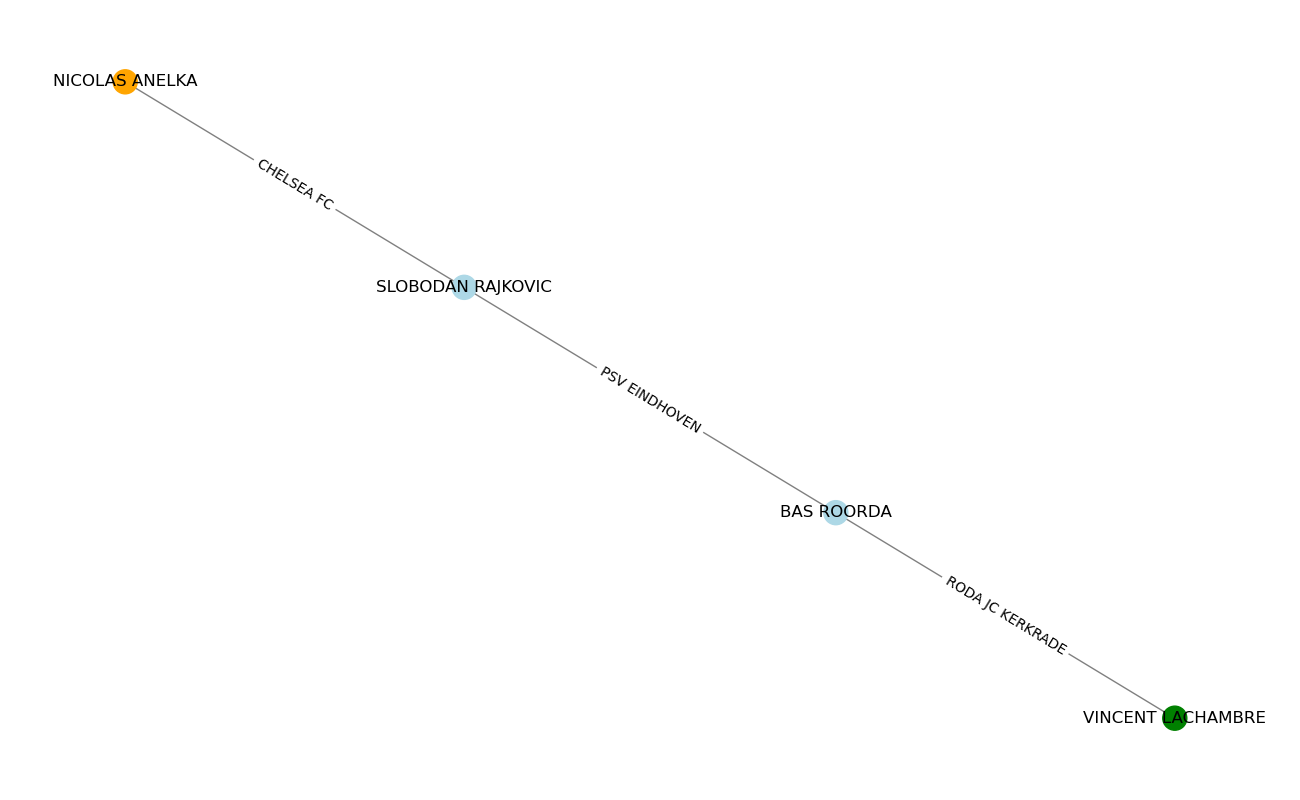 NICOLAS ANELKA
CHELSEA FC
SLOBODAN RAJKOVIC
PSV EINDHOVEN
BAS ROORDA
RODA JC KERKRADE
VINCENT LACHAMBRE